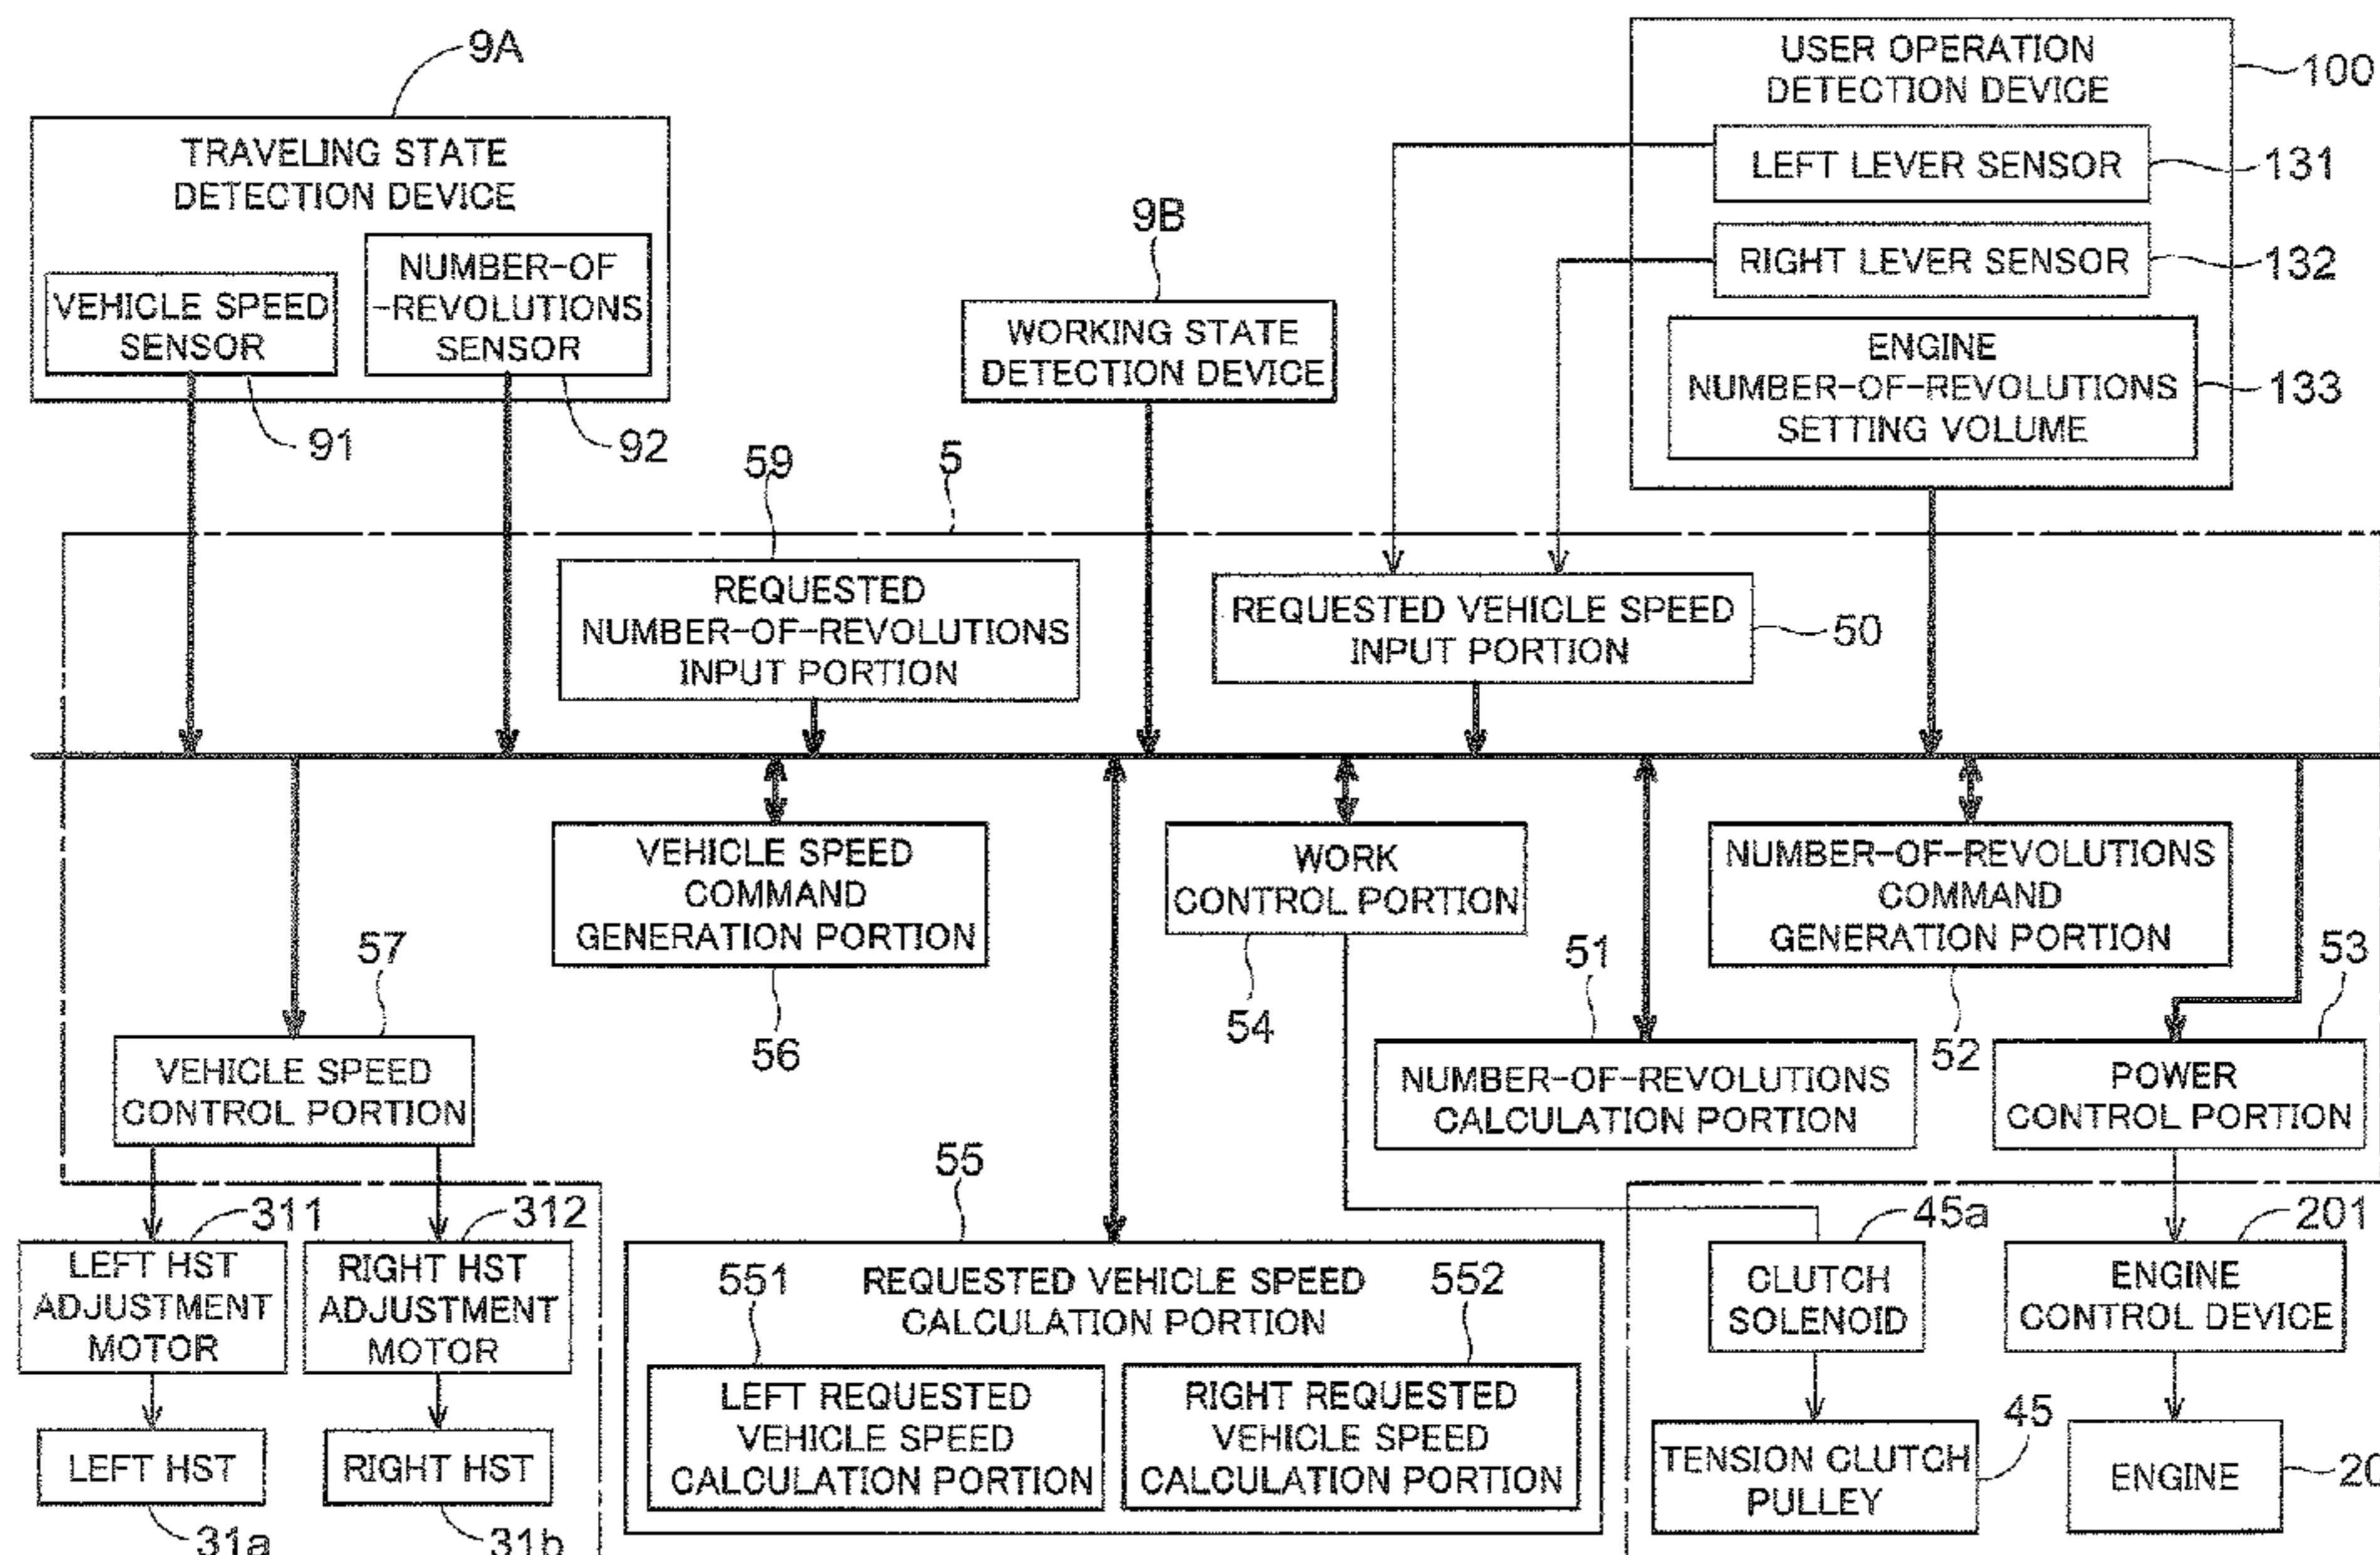 9A
TRAVELING STATE
DETECTION DEVICE
VEHICLE SPEED
SENSOR
NUMBER-OF
-REVOLUTIONS
SENSOR
91
92
9B
WORKING STATE
DETECTION DEVICE
USER OPERATION
DETECTION DEVICE
100
LEFT LEVER SENSOR
131
RIGHT LEVER SENSOR
132
ENGINE
NUMBER-OF-REVOLUTIONS
SETTING VOLUME
133
59
5
REQUESTED
NUMBER-OF-REVOLUTIONS
INPUT PORTION
REQUESTED VEHICLE SPEED
INPUT PORTION
50
VEHICLE SPEED
COMMAND
GENERATION PORTION
56
WORK
CONTROL PORTION
54
NUMBER-OF-REVOLUTIONS
COMMAND
GENERATION PORTION
52
57
VEHICLE SPEED
CONTROL PORTION
51
NUMBER-OF-REVOLUTIONS
CALCULATION PORTION
53
POWER
CONTROL PORTION
311
LEFT HST
ADJUSTMENT
MOTOR
312
RIGHT HST
ADJUSTMENT
MOTOR
LEFT HST
31a
RIGHT HST
31b
55
REQUESTED VEHICLE SPEED
CALCULATION PORTION
551
LEFT REQUESTED
VEHICLE SPEED
CALCULATION PORTION
552
RIGHT REQUESTED
VEHICLE SPEED
CALCULATION PORTION
45a
CLUTCH
SOLENOID
201
ENGINE
CONTROL DEVICE
TENSION CLUTCH
PULLEY
45
ENGINE
20